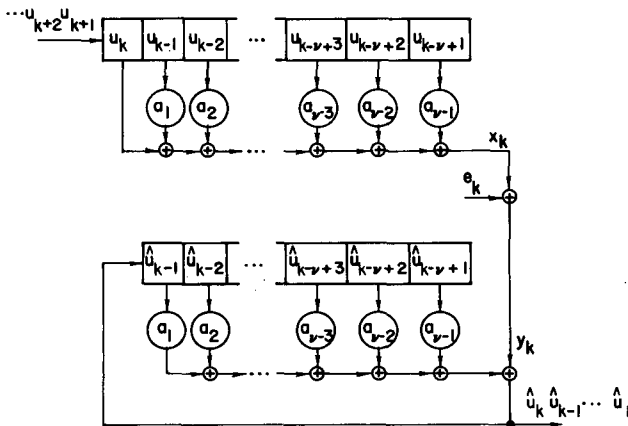 ···u_{k+2}u_{k+1}
u_k u_{k-1} u_{k-2} ··· u_{k-ν+3} u_{k-ν+2} u_{k-ν+1}
a_1 a_2 a_{ν-3} a_{ν-2} a_{ν-1}
+ + ··· + + + x_k
e_k +
û_{k-1} û_{k-2} ··· û_{k-ν+3} û_{k-ν+2} û_{k-ν+1}
a_1 a_2 a_{ν-3} a_{ν-2} a_{ν-1}
y_k
+ ··· + + + +
û_k û_{k-1} ··· û_1